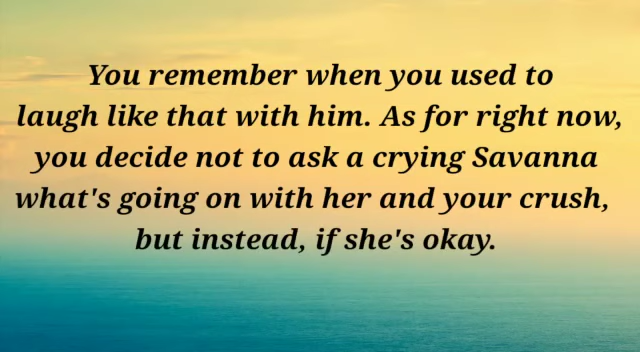 You remember when you used to
laugh like that with him. As for right now,
you decide not to ask a crying Savanna
what's going on with her and your crush,
but instead, if she's okay.